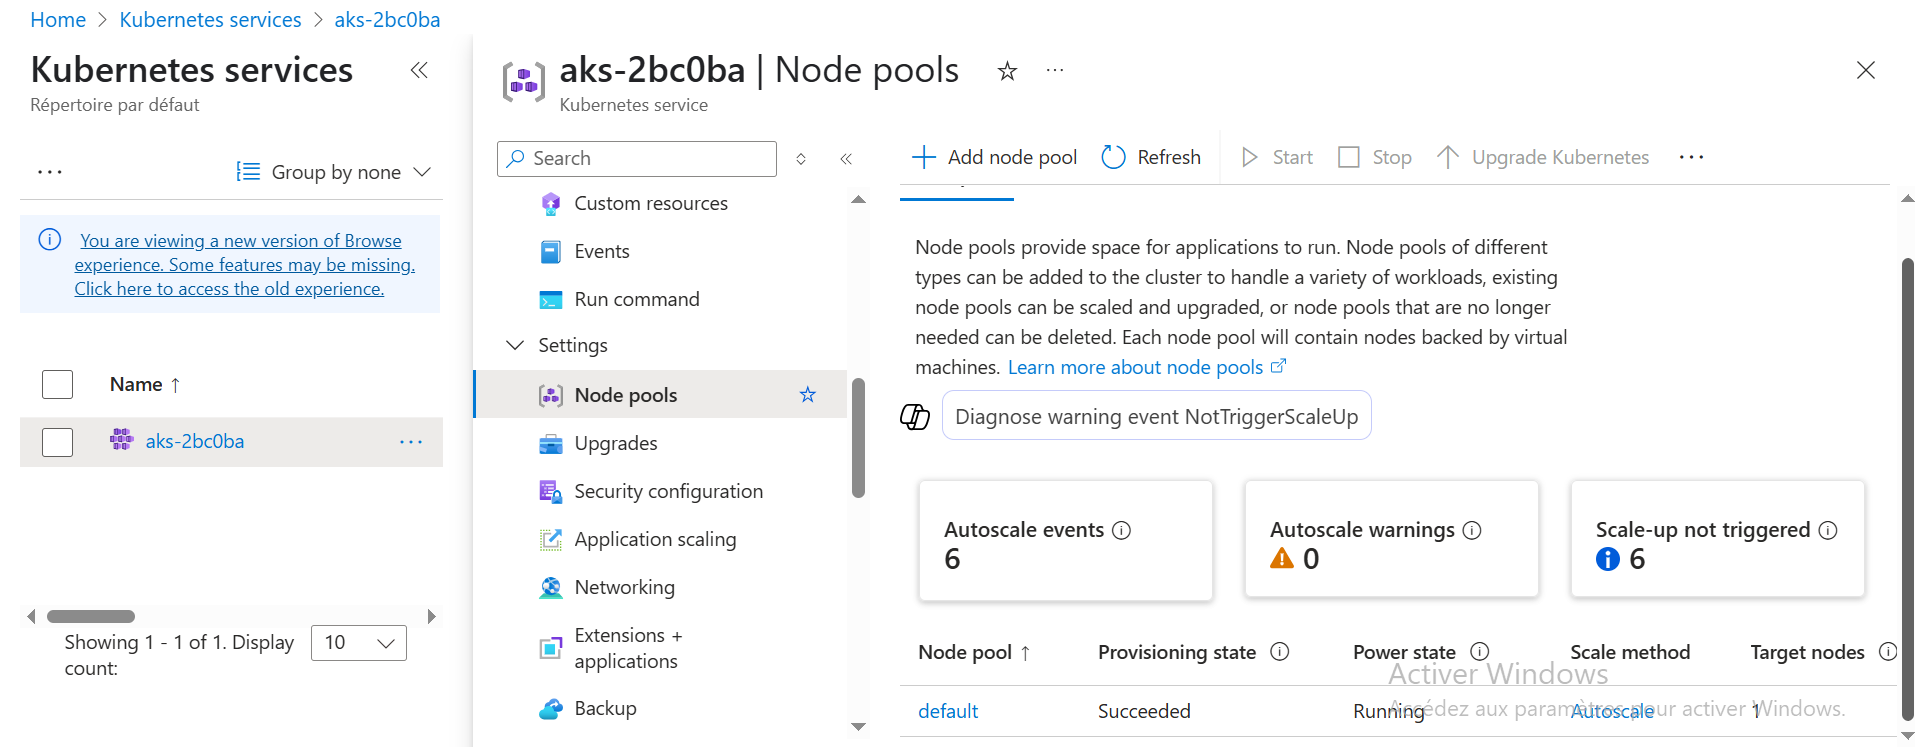 Home > Kubernetes services > aks-2bc0ba
Kubernetes services
Répertoire par défaut
Group by none
You are viewing a new version of Browse
experience. Some features may be missing.
Click here to access the old experience.
Name ↑
aks-2bc0ba
Showing 1 - 1 of 1. Display
count:
10
aks-2bc0ba | Node pools
Kubernetes service
Search
Custom resources
Events
Run command
Settings
Node pools
Upgrades
Security configuration
Application scaling
Networking
Extensions +
applications
Backup
Add node pool
Refresh
Start
Stop
Upgrade Kubernetes
Node pools provide space for applications to run. Node pools of different
types can be added to the cluster to handle a variety of workloads, existing
node pools can be scaled and upgraded, or node pools that are no longer
needed can be deleted. Each node pool will contain nodes backed by virtual
machines. Learn more about node pools
Diagnose warning event NotTriggerScaleUp
Autoscale events
6
Autoscale warnings
0
Scale-up not triggered
6
Node pool ↑ Provisioning state Power state Scale method Target nodes
default Succeeded Running Autoscale 1
Activer Windows
Accédez aux paramètres pour activer Windows.